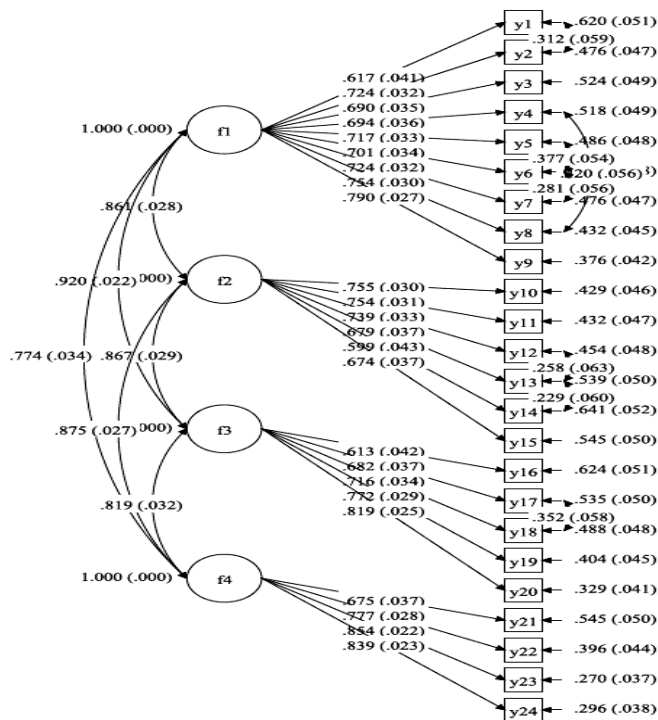 y1
.620 (.051)
.312 (.059)
y2
.476 (.047)
.617 (.041)
y3
.524 (.049)
.724 (.032)
.690 (.035)
y4
.518 (.049)
1.000 (.000)
f1
.694 (.036)
.717 (.033)
y5
.486 (.048)
.701 (.034)
.377 (.054)
y6
.724 (.032)
.281 (.056)
.754 (.030)
y7
.476 (.047)
.790 (.027)
.861 (.028)
y8
.432 (.045)
y9
.376 (.042)
.920 (.022)
f2
.755 (.030)
y10
.429 (.046)
.754 (.031)
y11
.432 (.047)
.739 (.033)
.679 (.037)
y12
.454 (.048)
.774 (.034)
.867 (.029)
.599 (.043)
.258 (.063)
.674 (.037)
y13
.539 (.050)
.229 (.060)
y14
.641 (.052)
.875 (.027)
f3
y15
.545 (.050)
.613 (.042)
y16
.624 (.051)
.682 (.037)
.716 (.034)
y17
.535 (.050)
.819 (.032)
.772 (.029)
.352 (.058)
.819 (.025)
y18
.488 (.048)
y19
.404 (.045)
1.000 (.000)
f4
y20
.329 (.041)
.675 (.037)
y21
.545 (.050)
.777 (.028)
.854 (.022)
y22
.396 (.044)
.839 (.023)
y23
.270 (.037)
y24
.296 (.038)